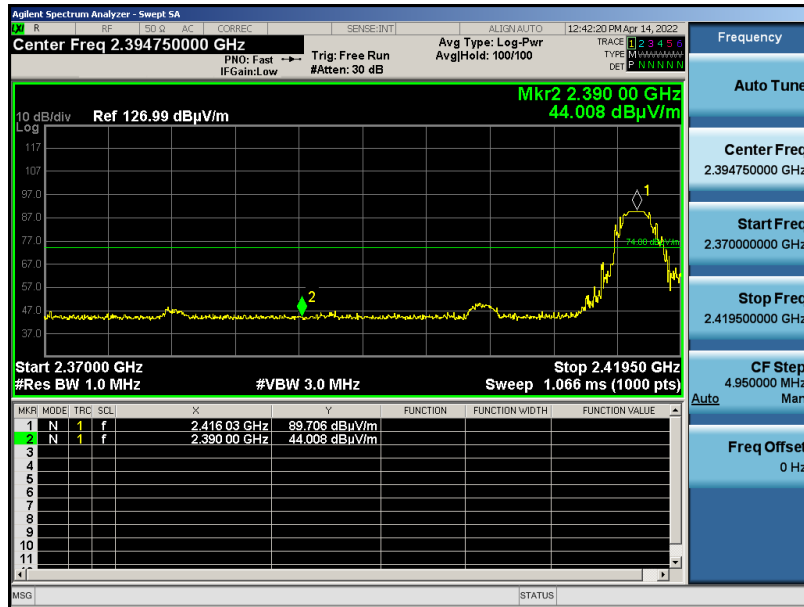 Agilent Spectrum Analyzer - Swept SA
LXI R RF 50 Ω AC CORREC SENSE:INT ALIGN AUTO 12:42:20 PM Apr 14, 2022
Center Freq 2.394750000 GHz
PNO: Fast
IFGain:Low
Trig: Free Run
#Atten: 30 dB
Avg Type: Log-Pwr
Avg|Hold: 100/100
TRACE 1 2 3 4 5 6
TYPE M
DET P N N N N N
Mkr2 2.390 00 GHz
44.008 dBµV/m
10 dB/div Ref 126.99 dBµV/m
Log
117
107
97.0
87.0
77.0
67.0
57.0
47.0
37.0
1
74.00 dBµV/m
2
Start 2.37000 GHz Stop 2.41950 GHz
#Res BW 1.0 MHz #VBW 3.0 MHz Sweep 1.066 ms (1000 pts)
MKR MODE TRC SCL X Y FUNCTION FUNCTION WIDTH FUNCTION VALUE
1 N 1 f 2.416 03 GHz 89.706 dBµV/m
2 N 1 f 2.390 00 GHz 44.008 dBµV/m
3
4
5
6
7
8
9
10
11
MSG STATUS
Frequency
Auto Tune
Center Freq
2.394750000 GHz
Start Freq
2.370000000 GHz
Stop Freq
2.419500000 GHz
CF Step
4.950000 MHz
Auto Man
Freq Offset
0 Hz